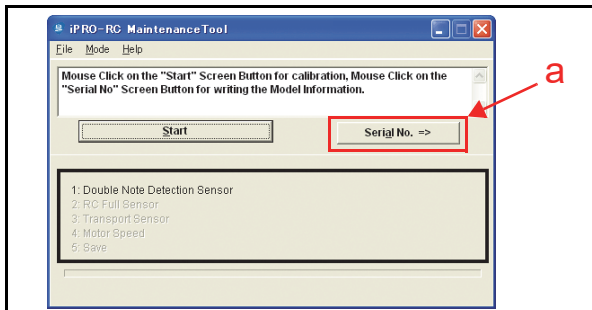 iPRO-RC MaintenanceTool
File Mode Help
Mouse Click on the "Start" Screen Button for calibration, Mouse Click on the
"Serial No" Screen Button for writing the Model Information.
a
Start
Serial No. =>
1: Double Note Detection Sensor
2: RC Full Sensor
3: Transport Sensor
4: Motor Speed
5: Save